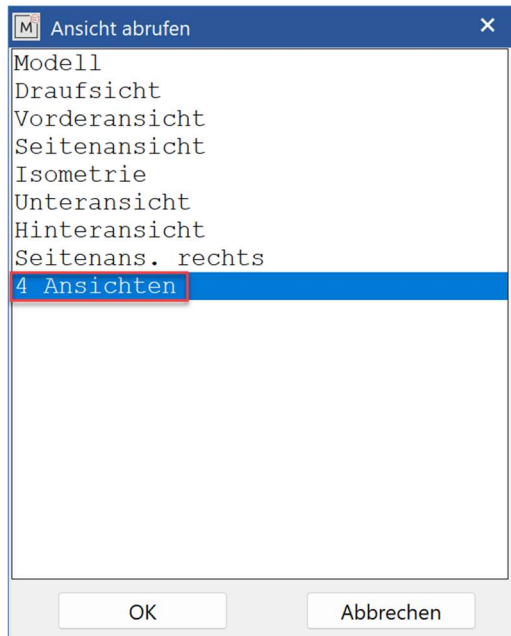 M Ansicht abrufen
Modell
Draufsicht
Vorderansicht
Seitenansicht
Isometrie
Unteransicht
Hinteransicht
Seitenans. rechts
4 Ansichten
OK Abbrechen